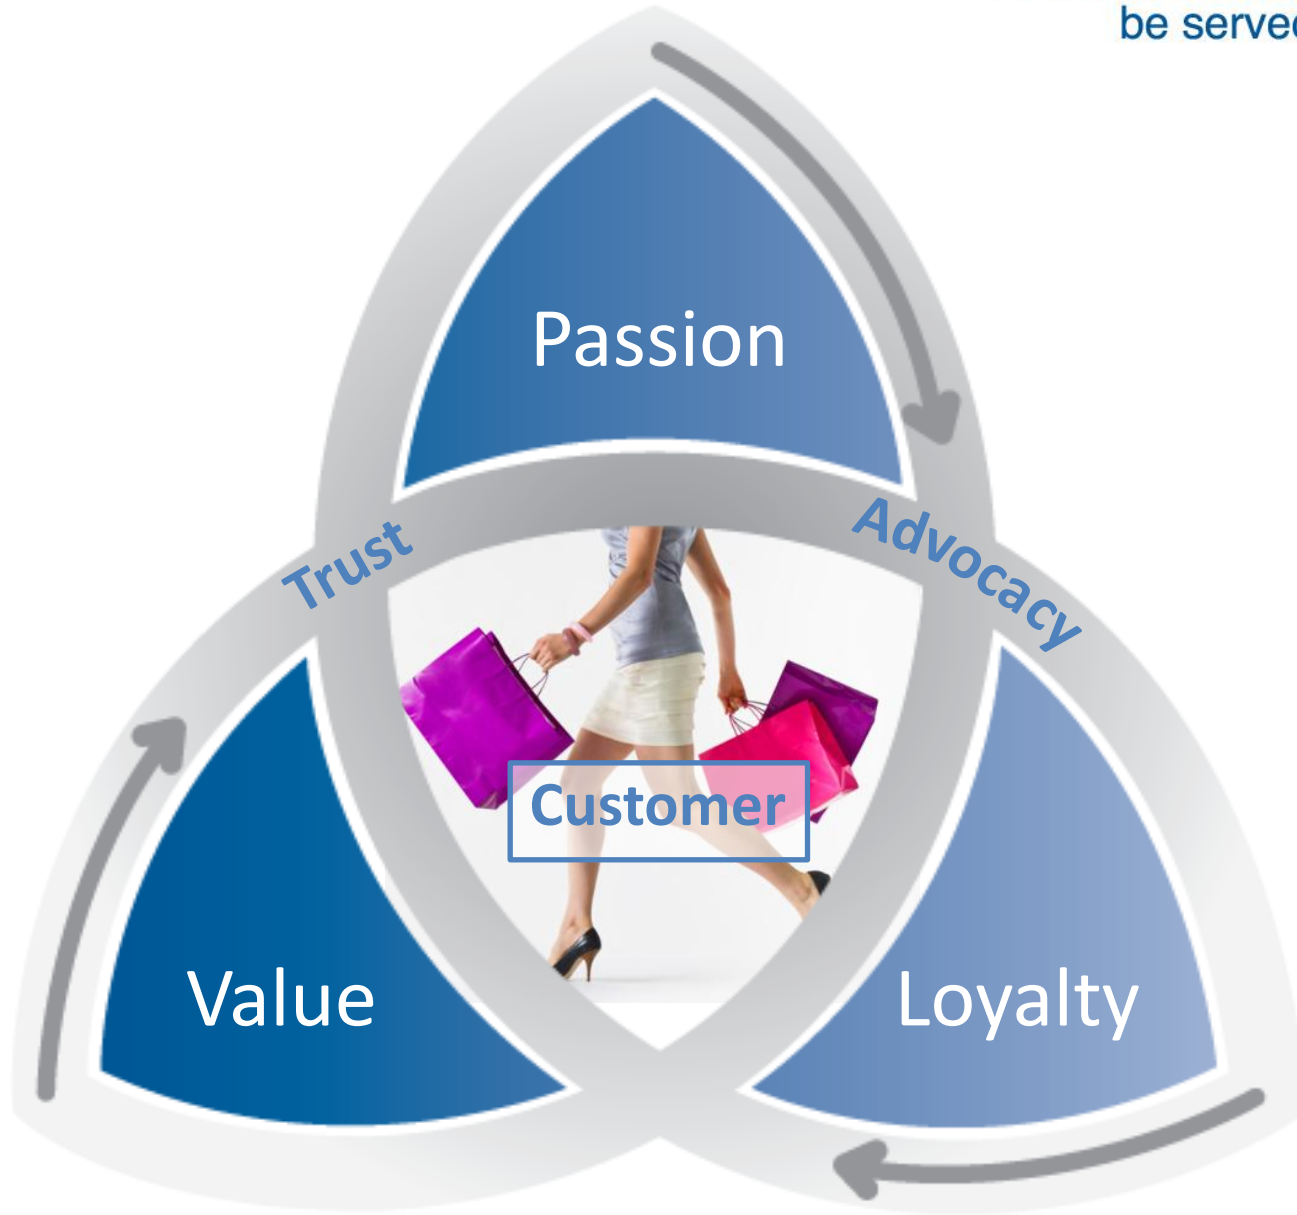 be served
Passion
Trust
Advocacy
Customer
Value
Loyalty